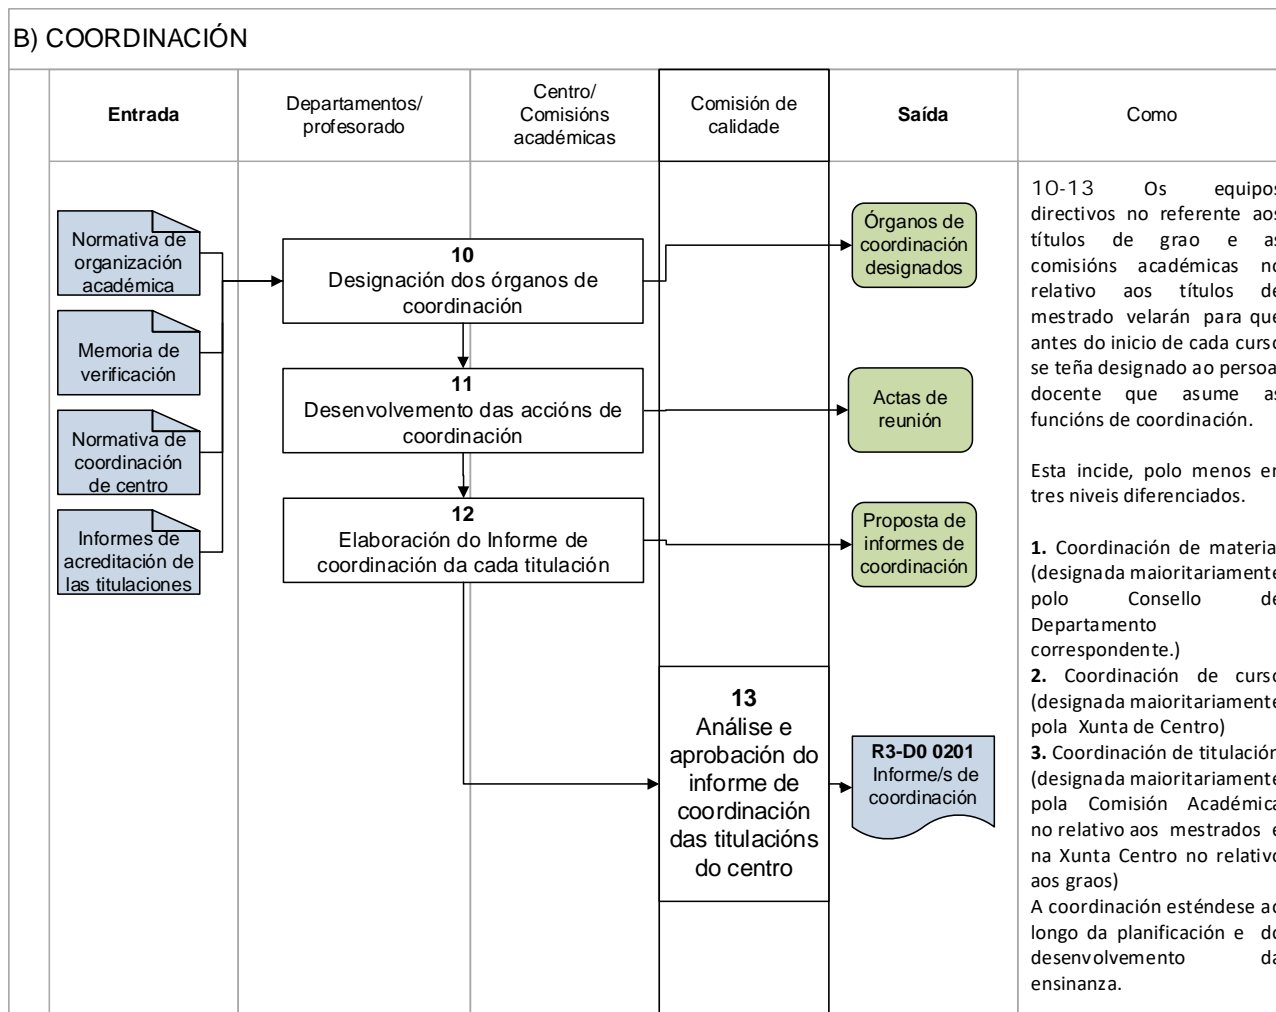 B) COORDINACIÓN
Entrada
Departamentos/
profesorado
Centro/
Comisións
académicas
Comisión de
calidade
Saída
Como
Normativa de
organización
académica
Memoria de
verificación
Normativa de
coordinación
de centro
Informes de
acreditación de
las titulaciones
10
Designación dos órganos de
coordinación
11
Desenvolvemento das accións de
coordinación
12
Elaboración do Informe de
coordinación da cada titulación
13
Análise e
aprobación do
informe de
coordinación
das titulacións
do centro
Órganos de
coordinación
designados
Actas de
reunión
Proposta de
informes de
coordinación
R3-D0 0201
Informe/s de
coordinación
10-13 Os equipos
directivos no referente aos
títulos de grao e as
comisións académicas no
relativo aos títulos de
mestrado velarán para que
antes do inicio de cada curso
se teña designado ao persoal
docente que asume as
funcións de coordinación.
Esta incide, polo menos en
tres niveis diferenciados.
1. Coordinación de materia
(designada maioritariamente
polo Consello de
Departamento
correspondente.)
2. Coordinación de curso
(designada maioritariamente
pola Xunta de Centro)
3. Coordinación de titulación
(designada maioritariamente
pola Comisión Académica
no relativo aos mestrados e
na Xunta Centro no relativo
aos graos)
A coordinación esténdese ao
longo da planificación e do
desenvolvemento da
ensinanza.